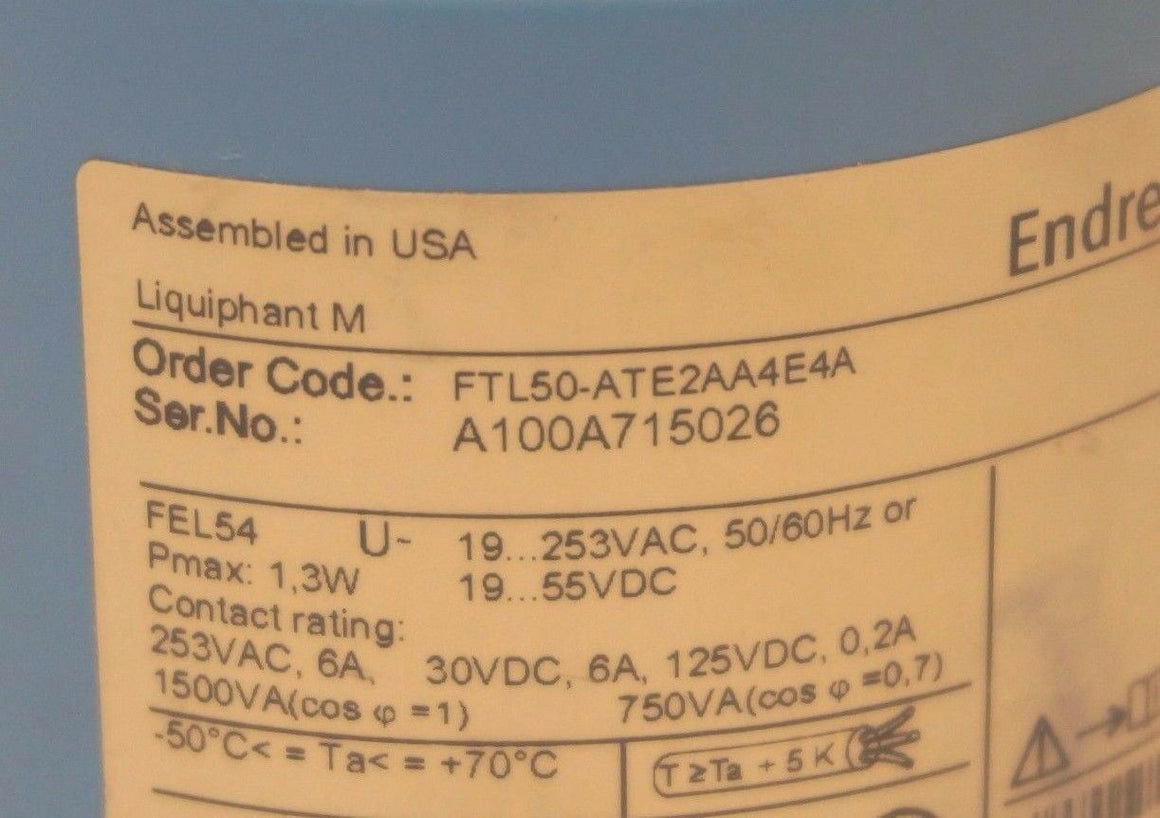 Assembled in USA
Endre
Liquiphant M
Order Code.: FTL50-ATE2AA4E4A
Ser.No.: A100A715026
FEL54 U~ 19...253VAC, 50/60Hz or
Pmax: 1,3W 19...55VDC
Contact rating:
253VAC, 6A, 30VDC, 6A, 125VDC, 0,2A
1500VA(cos φ =1) 750VA(cos φ =0,7)
-50°C< = Ta< = +70°C
T ≥Ta + 5 K